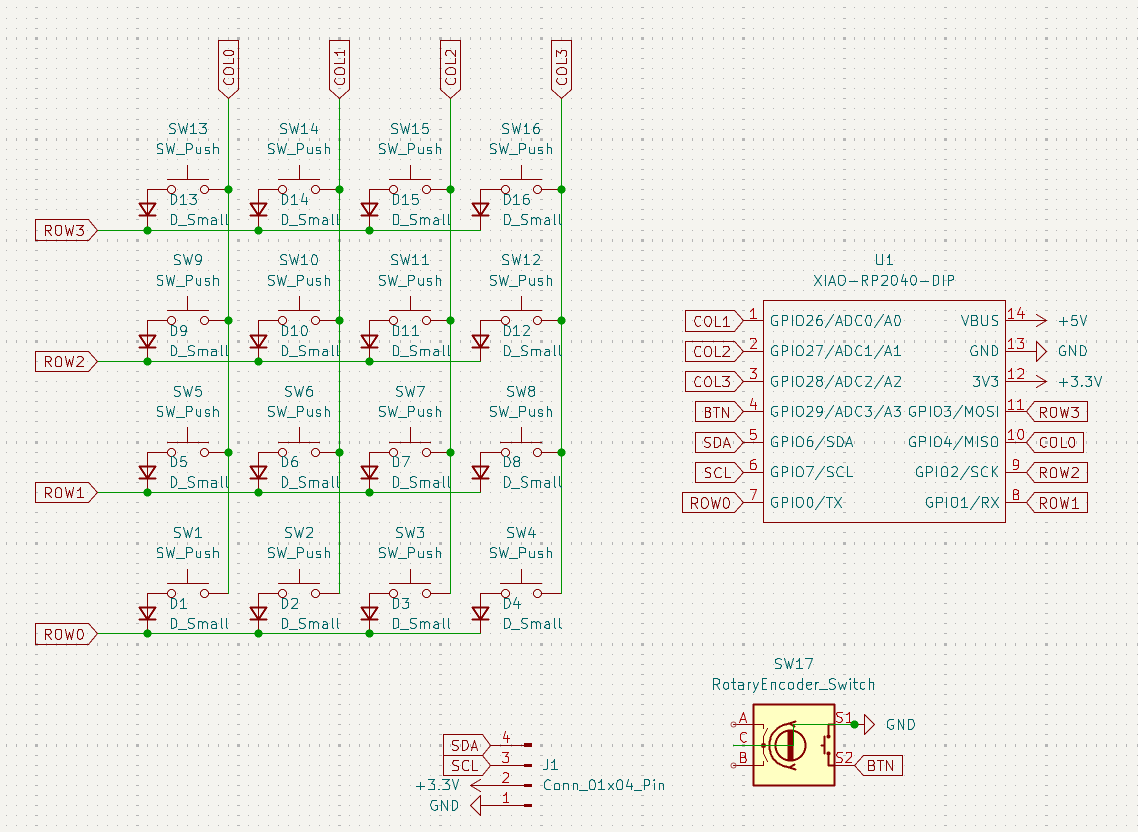 COL0 COL1 COL2 COL3
SW13 SW14 SW15 SW16
SW_Push SW_Push SW_Push SW_Push
D13 D14 D15 D16
D_Small D_Small D_Small D_Small
ROW3
SW9 SW10 SW11 SW12
SW_Push SW_Push SW_Push SW_Push
D9 D10 D11 D12
D_Small D_Small D_Small D_Small
ROW2
SW5 SW6 SW7 SW8
SW_Push SW_Push SW_Push SW_Push
D5 D6 D7 D8
D_Small D_Small D_Small D_Small
ROW1
SW1 SW2 SW3 SW4
SW_Push SW_Push SW_Push SW_Push
D1 D2 D3 D4
D_Small D_Small D_Small D_Small
ROW0
U1
XIAO-RP2040-DIP
COL1 1 GPIO26/ADC0/A0 VBUS 14 +5V
COL2 2 GPIO27/ADC1/A1 GND 13 GND
COL3 3 GPIO28/ADC2/A2 3V3 12 +3.3V
BTN 4 GPIO29/ADC3/A3 GPIO3/MOSI 11 ROW3
SDA 5 GPIO6/SDA GPIO4/MISO 10 COL0
SCL 6 GPIO7/SCL GPIO2/SCK 9 ROW2
ROW0 7 GPIO0/TX GPIO1/RX 8 ROW1
SW17
RotaryEncoder_Switch
A S1 GND
C
B S2 BTN
SDA 4
SCL 3 J1
+3.3V 2 Conn_01x04_Pin
GND 1